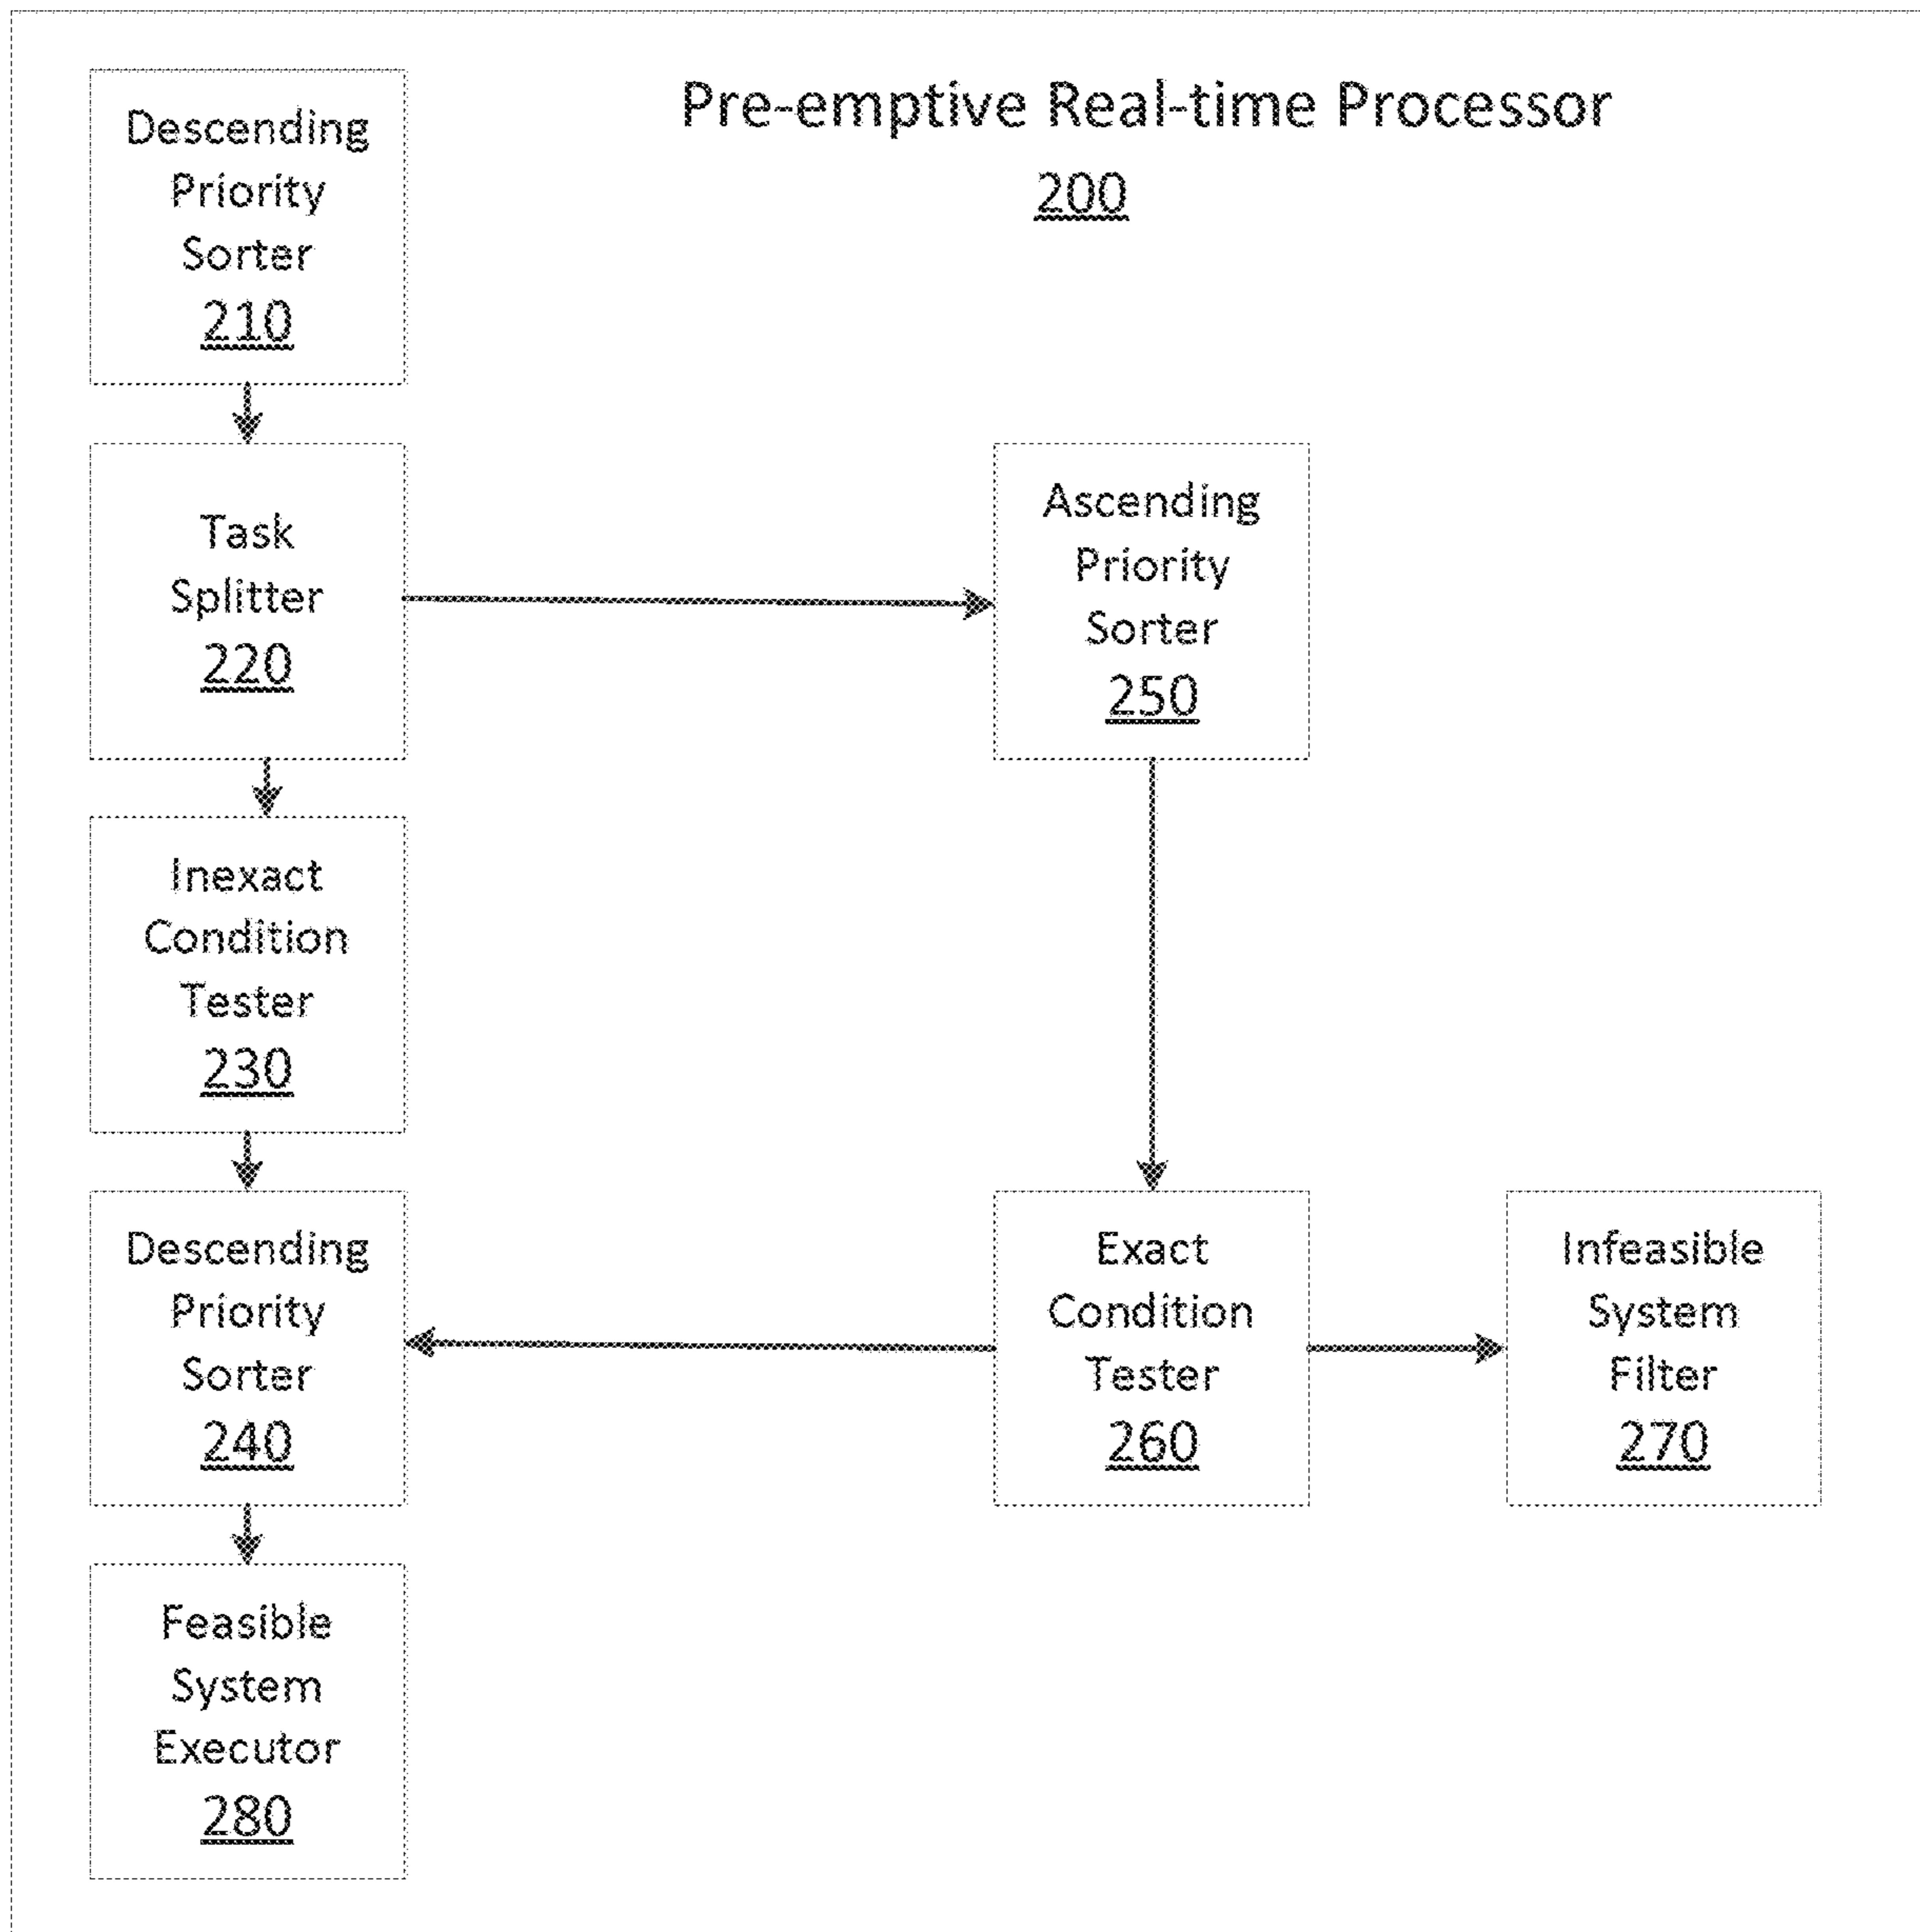 Pre-emptive Real-time Processor
200
Descending
Priority
Sorter
210
Task
Splitter
220
Ascending
Priority
Sorter
250
Inexact
Condition
Tester
230
Descending
Priority
Sorter
240
Exact
Condition
Tester
260
Infeasible
System
Filter
270
Feasible
System
Executor
280